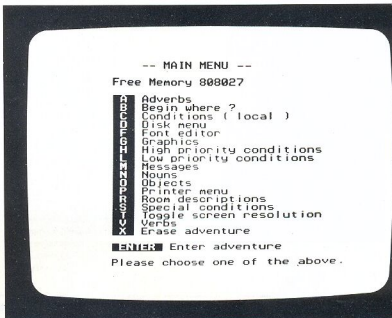 -- MAIN MENU --
Free Memory 808027
A Adverbs
B Begin where ?
C Conditions ( local )
D Disk menu
F Font editor
G Graphics
H High priority conditions
L Low priority conditions
M Messages
N Nouns
O Objects
P Printer menu
R Room descriptions
S Special conditions
T Toggle screen resolution
V Verbs
X Erase adventure
ENTER Enter adventure
Please choose one of the above.